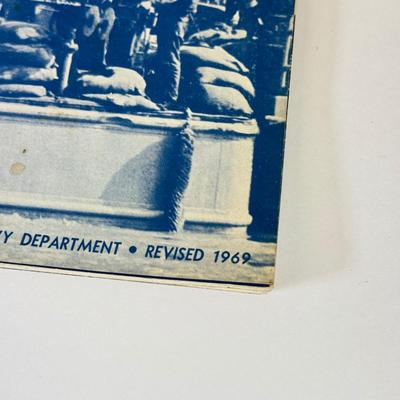 DEPARTMENT • REVISED 1969